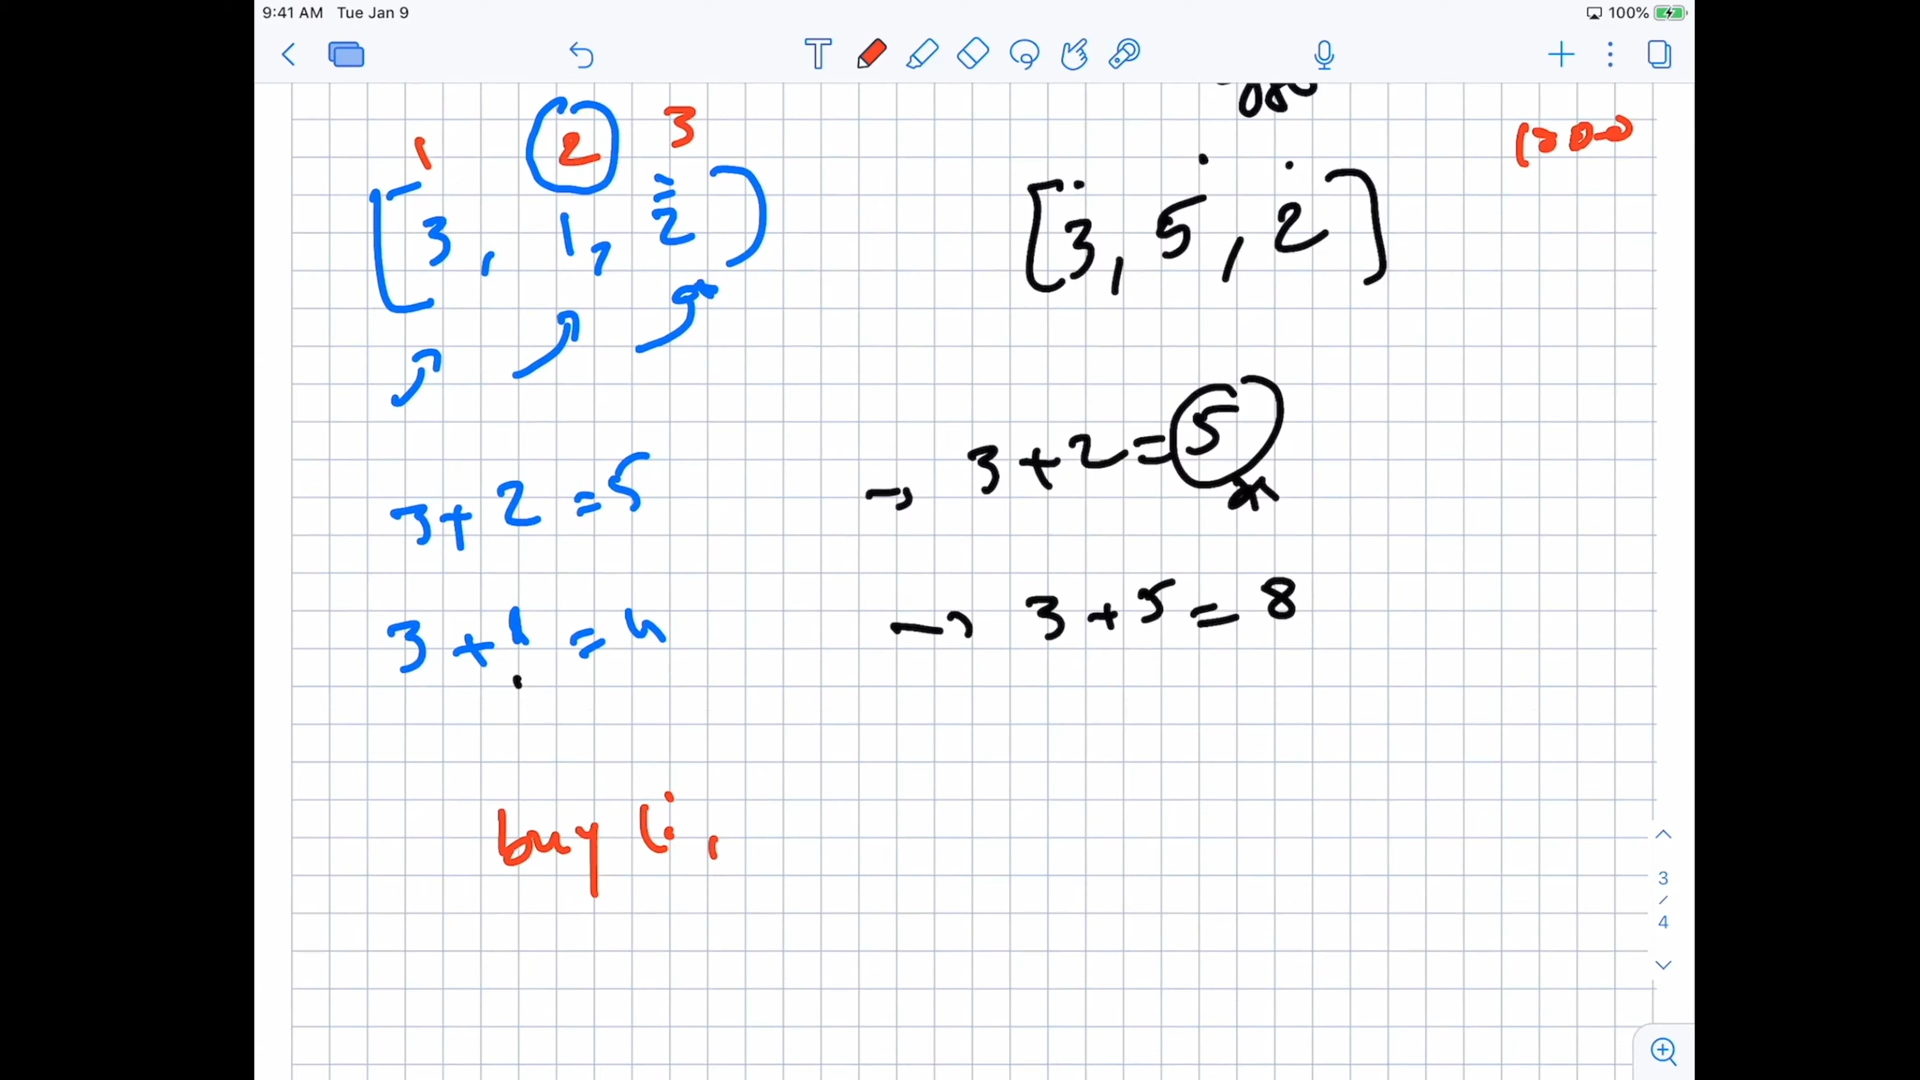 9:41 AM Tue Jan 9 100%
T
1 2 3
[3, 1, 2]
3+2=5
3+1=4
buy (i,
1000
[3, 5, 2]
→ 3+2=5
→ 3+5=8
3
/
4